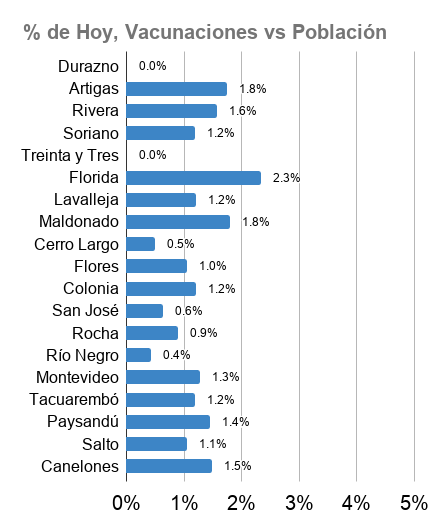 % de Hoy, Vacunaciones vs Población
Durazno 0.0%
Artigas 1.8%
Rivera 1.6%
Soriano 1.2%
Treinta y Tres 0.0%
Florida 2.3%
Lavalleja 1.2%
Maldonado 1.8%
Cerro Largo 0.5%
Flores 1.0%
Colonia 1.2%
San José 0.6%
Rocha 0.9%
Río Negro 0.4%
Montevideo 1.3%
Tacuarembó 1.2%
Paysandú 1.4%
Salto 1.1%
Canelones 1.5%
0% 1% 2% 3% 4% 5%